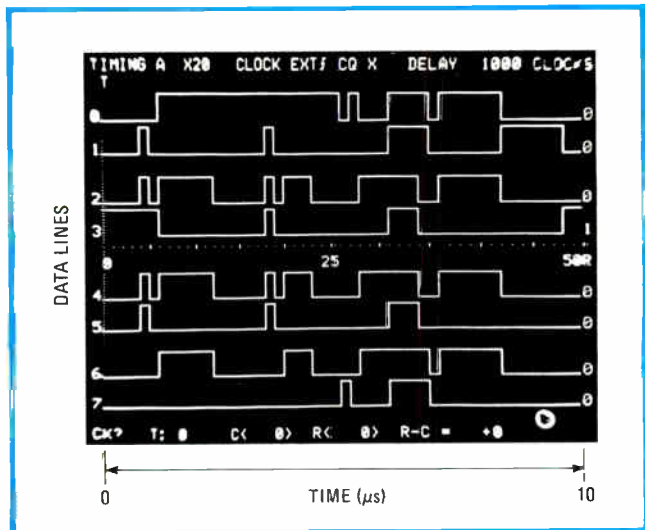 TIMING A X20 CLOCK EXT∫ CQ X DELAY 1000 CLOCKS
T
0 0
1 0
2 0
3 1
0 25 50R
4 0
5 0
6 0
7 0
CK? T: 0 C< 0> R< 0> R-C = +0
DATA LINES
0 10
TIME (μs)